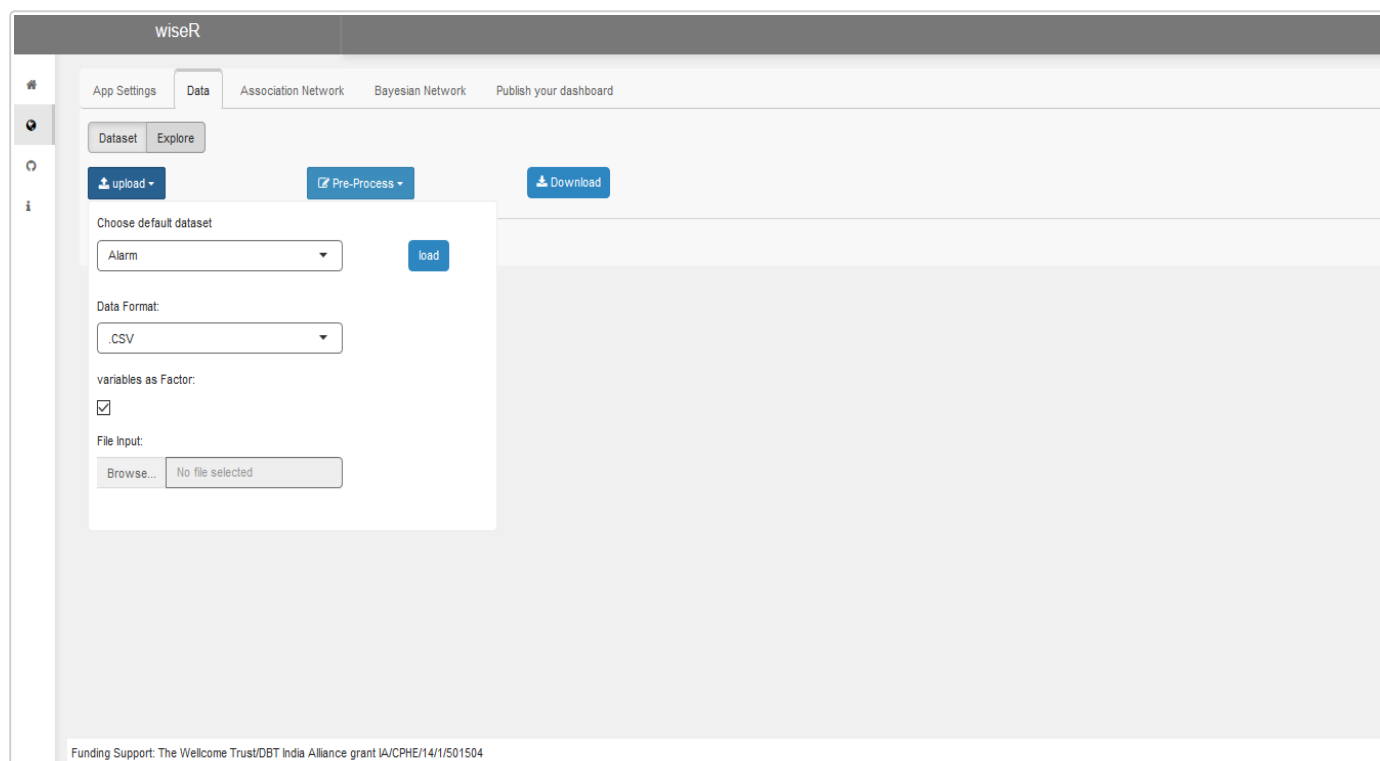 wiseR
App Settings Data Association Network Bayesian Network Publish your dashboard
Dataset Explore
upload Pre-Process Download
Choose default dataset
Alarm load
Data Format:
.CSV
variables as Factor:
File Input:
Browse... No file selected
Funding Support: The Wellcome Trust/DBT India Alliance grant IA/CPHE/14/1/501504